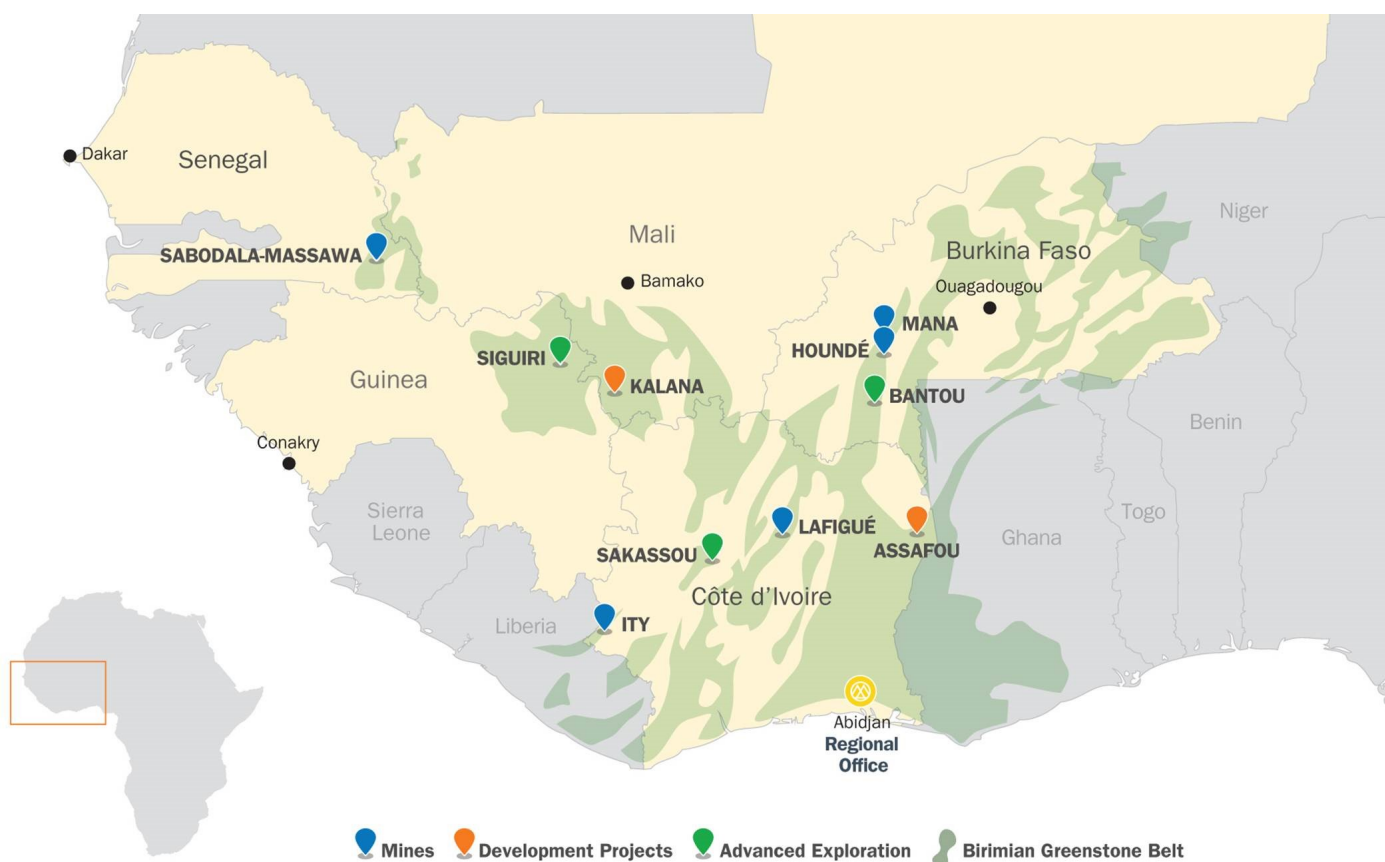 Dakar
Senegal
Niger
Mali
Burkina Faso
SABODALA-MASSAWA
Bamako
Ouagadougou
MANA
HOUNDÉ
SIGUIRI
Guinea
KALANA
BANTOU
Benin
Conakry
Sierra
Leone
Togo
LAFIGUÉ
Ghana
SAKASSOU
ASSAFOU
Côte d'Ivoire
Liberia
ITY
Abidjan
Regional
Office
Mines
Development Projects
Advanced Exploration
Birimian Greenstone Belt